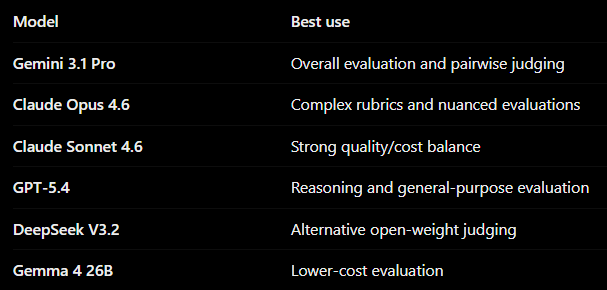 Model Best use
Gemini 3.1 Pro Overall evaluation and pairwise judging
Claude Opus 4.6 Complex rubrics and nuanced evaluations
Claude Sonnet 4.6 Strong quality/cost balance
GPT-5.4 Reasoning and general-purpose evaluation
DeepSeek V3.2 Alternative open-weight judging
Gemma 4 26B Lower-cost evaluation